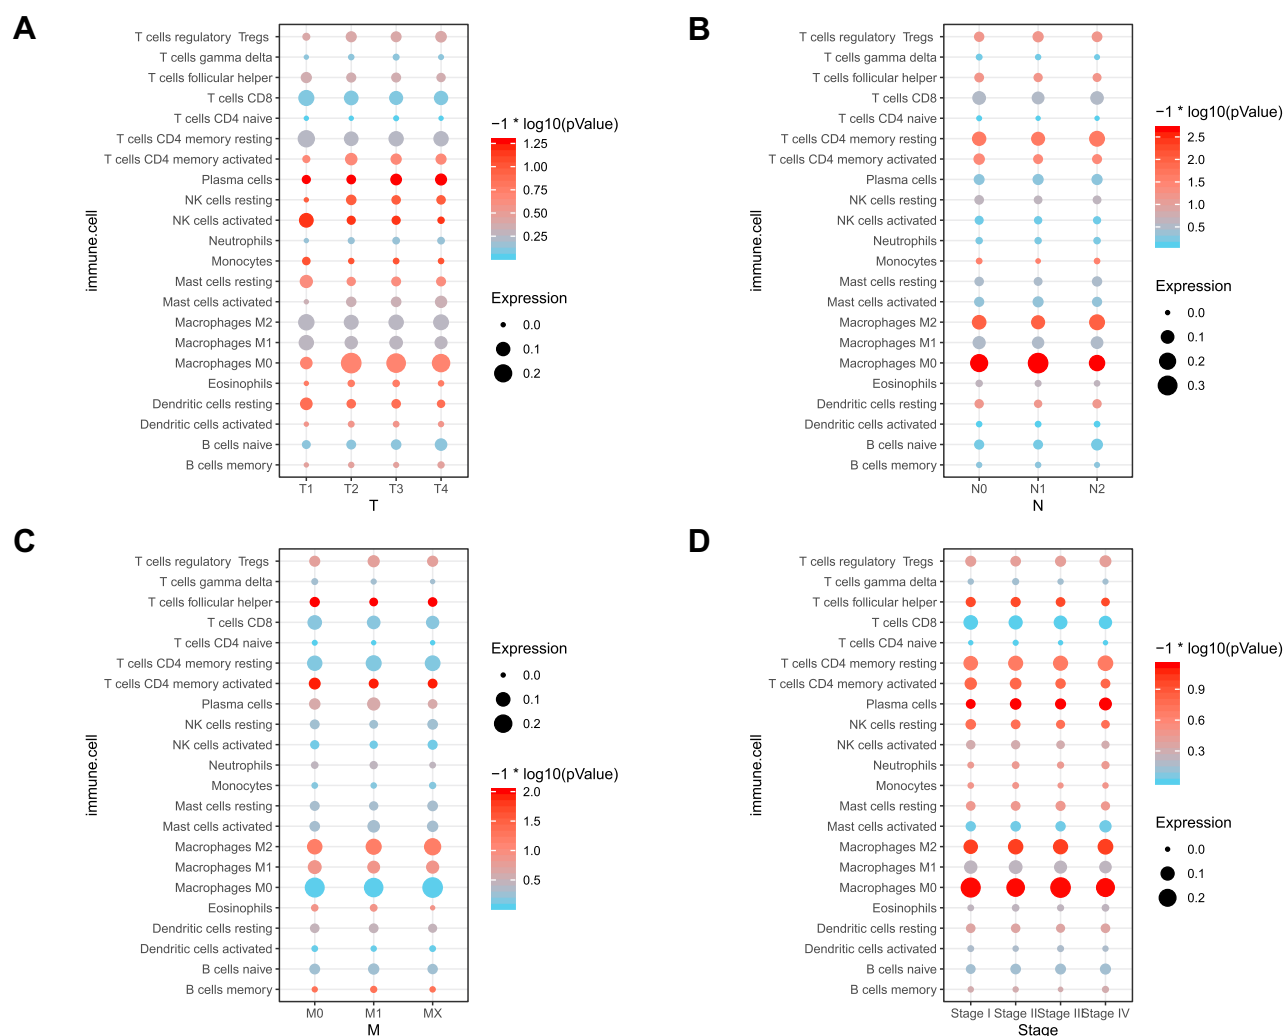 A
immune.cell
T cells regulatory  Tregs
T cells gamma delta
T cells follicular helper
T cells CD8
T cells CD4 naive
T cells CD4 memory resting
T cells CD4 memory activated
Plasma cells
NK cells resting
NK cells activated
Neutrophils
Monocytes
Mast cells resting
Mast cells activated
Macrophages M2
Macrophages M1
Macrophages M0
Eosinophils
Dendritic cells resting
Dendritic cells activated
B cells naive
B cells memory
T1 T2 T3 T4
T
−1 * log10(pValue)
1.25
1.00
0.75
0.50
0.25
Expression
0.0
0.1
0.2
B
immune.cell
T cells regulatory  Tregs
T cells gamma delta
T cells follicular helper
T cells CD8
T cells CD4 naive
T cells CD4 memory resting
T cells CD4 memory activated
Plasma cells
NK cells resting
NK cells activated
Neutrophils
Monocytes
Mast cells resting
Mast cells activated
Macrophages M2
Macrophages M1
Macrophages M0
Eosinophils
Dendritic cells resting
Dendritic cells activated
B cells naive
B cells memory
N0 N1 N2
N
−1 * log10(pValue)
2.5
2.0
1.5
1.0
0.5
Expression
0.0
0.1
0.2
0.3
C
immune.cell
T cells regulatory  Tregs
T cells gamma delta
T cells follicular helper
T cells CD8
T cells CD4 naive
T cells CD4 memory resting
T cells CD4 memory activated
Plasma cells
NK cells resting
NK cells activated
Neutrophils
Monocytes
Mast cells resting
Mast cells activated
Macrophages M2
Macrophages M1
Macrophages M0
Eosinophils
Dendritic cells resting
Dendritic cells activated
B cells naive
B cells memory
M0 M1 MX
M
Expression
0.0
0.1
0.2
−1 * log10(pValue)
2.0
1.5
1.0
0.5
D
immune.cell
T cells regulatory  Tregs
T cells gamma delta
T cells follicular helper
T cells CD8
T cells CD4 naive
T cells CD4 memory resting
T cells CD4 memory activated
Plasma cells
NK cells resting
NK cells activated
Neutrophils
Monocytes
Mast cells resting
Mast cells activated
Macrophages M2
Macrophages M1
Macrophages M0
Eosinophils
Dendritic cells resting
Dendritic cells activated
B cells naive
B cells memory
Stage I Stage II Stage III Stage IV
Stage
−1 * log10(pValue)
0.9
0.6
0.3
Expression
0.0
0.1
0.2